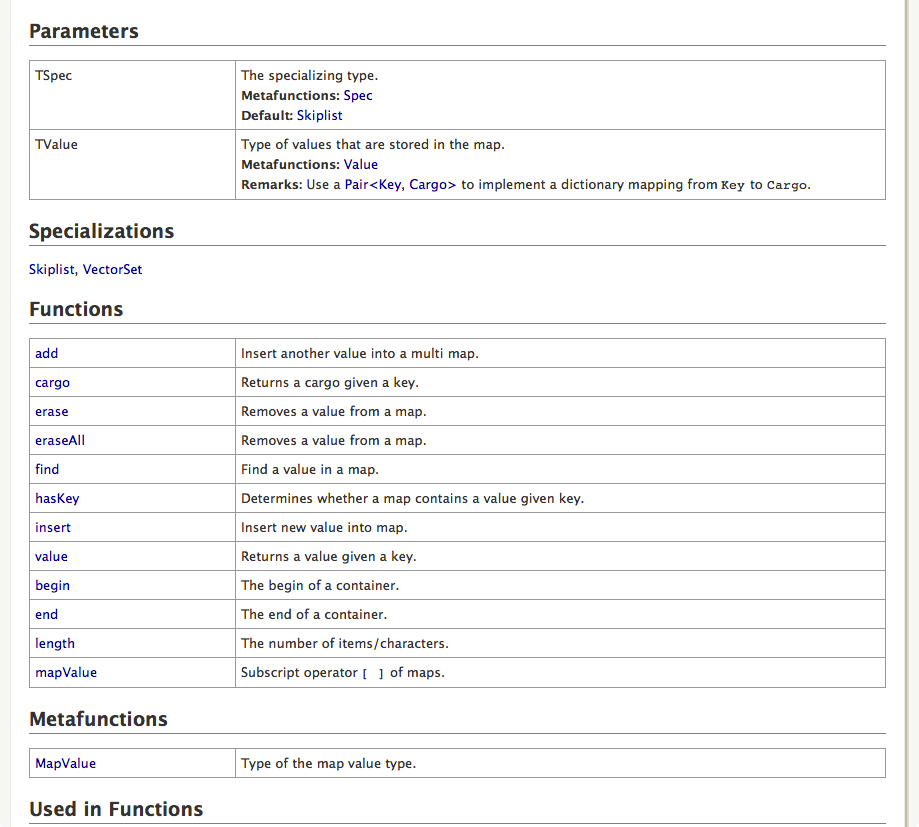 Parameters
TSpec The specializing type.
Metafunctions: Spec
Default: Skiplist
TValue Type of values that are stored in the map.
Metafunctions: Value
Remarks: Use a Pair<Key, Cargo> to implement a dictionary mapping from Key to Cargo.
Specializations
Skiplist, VectorSet
Functions
add Insert another value into a multi map.
cargo Returns a cargo given a key.
erase Removes a value from a map.
eraseAll Removes a value from a map.
find Find a value in a map.
hasKey Determines whether a map contains a value given key.
insert Insert new value into map.
value Returns a value given a key.
begin The begin of a container.
end The end of a container.
length The number of items/characters.
mapValue Subscript operator [ ] of maps.
Metafunctions
MapValue Type of the map value type.
Used in Functions